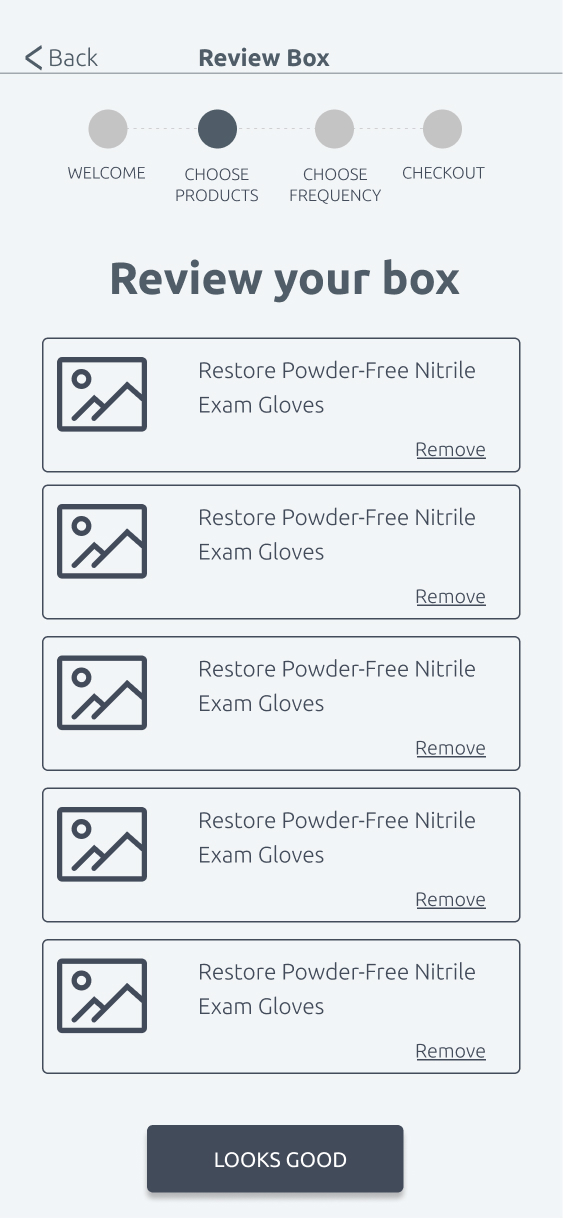 Back
Review Box
WELCOME
CHOOSE
PRODUCTS
CHOOSE
FREQUENCY
CHECKOUT
Review your box
Restore Powder-Free Nitrile
Exam Gloves
Remove
Restore Powder-Free Nitrile
Exam Gloves
Remove
Restore Powder-Free Nitrile
Exam Gloves
Remove
Restore Powder-Free Nitrile
Exam Gloves
Remove
Restore Powder-Free Nitrile
Exam Gloves
Remove
LOOKS GOOD